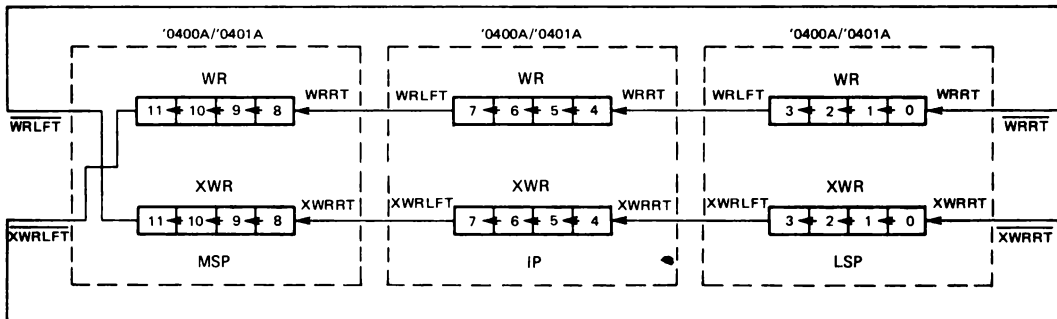 '0400A/'0401A '0400A/'0401A '0400A/'0401A
WR WR WR
11 10 9 8 WRRT WRLFT 7 6 5 4 WRRT WRLFT 3 2 1 0 WRRT
WRLFT WRRT
XWR XWR XWR
11 10 9 8 XWRRT XWRLFT 7 6 5 4 XWRRT XWRLFT 3 2 1 0 XWRRT
XWRLFT XWRRT
MSP IP LSP